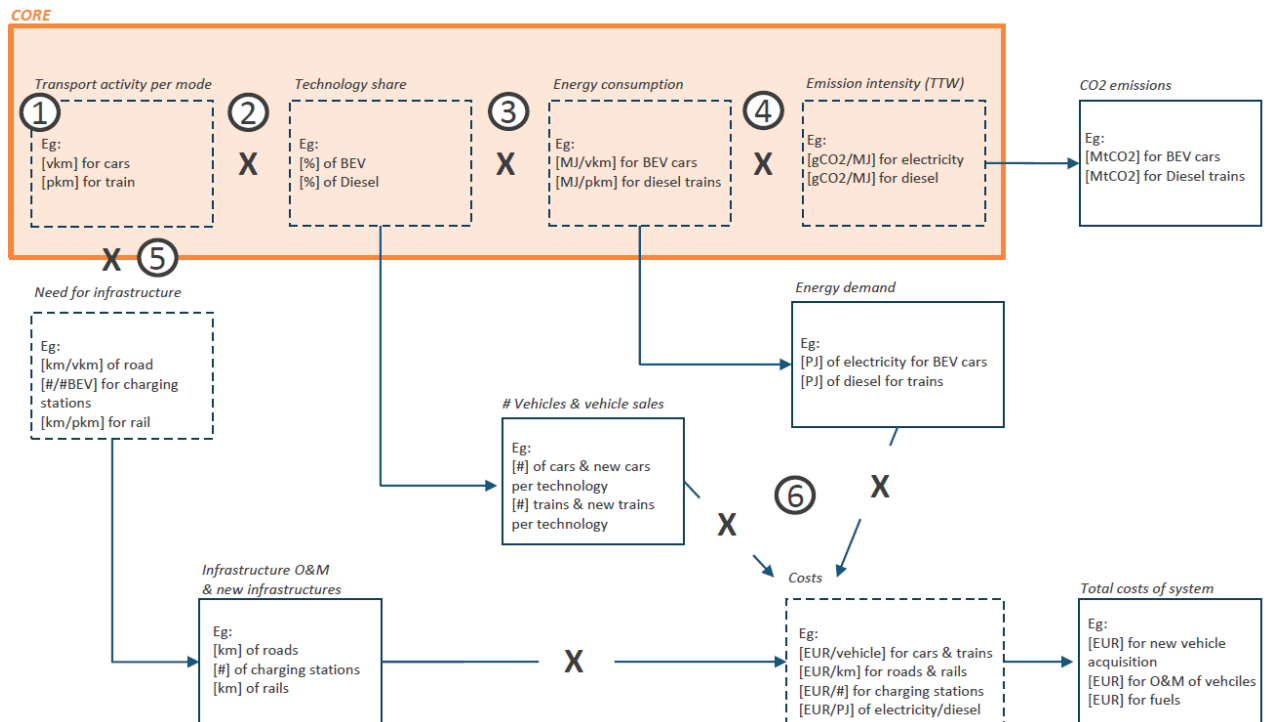 CORE
Transport activity per mode
1
Eg:
[vkm] for cars
[pkm] for train
2
X
Technology share
Eg:
[%] of BEV
[%] of Diesel
3
X
Energy consumption
Eg:
[MJ/vkm] for BEV cars
[MJ/pkm] for diesel trains
4
X
Emission intensity (TTW)
Eg:
[gCO2/MJ] for electricity
[gCO2/MJ] for diesel
CO2 emissions
Eg:
[MtCO2] for BEV cars
[MtCO2] for Diesel trains
X
5
Need for infrastructure
Eg:
[km/vkm] of road
[#/#BEV] for charging
stations
[km/pkm] for rail
Energy demand
Eg:
[PJ] of electricity for BEV cars
[PJ] of diesel for trains
# Vehicles & vehicle sales
Eg:
[#] of cars & new cars
per technology
[#] trains & new trains
per technology
X
6
X
Infrastructure O&M
& new infrastructures
Eg:
[km] of roads
[#] of charging stations
[km] of rails
X
Costs
Eg:
[EUR/vehicle] for cars & trains
[EUR/km] for roads & rails
[EUR/#] for charging stations
[EUR/PJ] of electricity/diesel
Total costs of system
Eg:
[EUR] for new vehicle
acquisition
[EUR] for O&M of vehciles
[EUR] for fuels